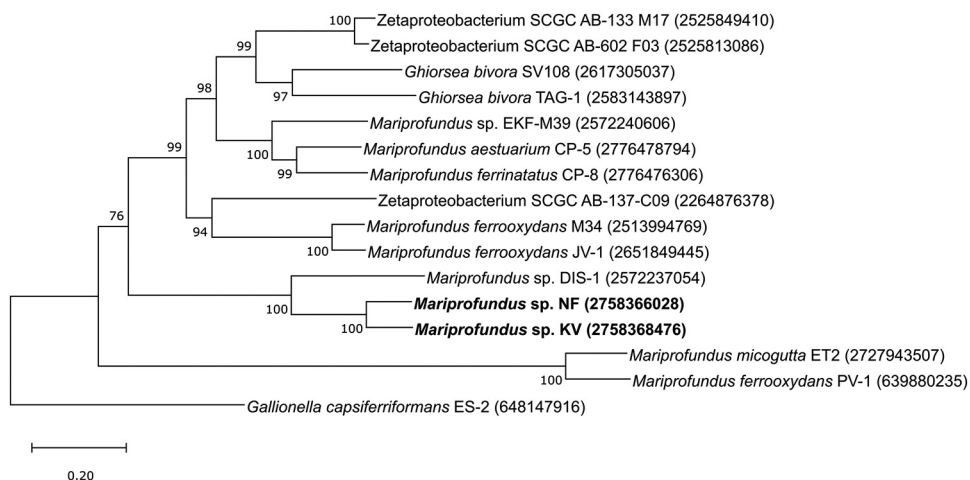 100
Zetaproteobacterium SCGC AB-133 M17 (2525849410)
99
Zetaproteobacterium SCGC AB-602 F03 (2525813086)
Ghiorsea bivora SV108 (2617305037)
98
97
Ghiorsea bivora TAG-1 (2583143897)
Mariprofundus sp. EKF-M39 (2572240606)
99
100
Mariprofundus aestuarium CP-5 (2776478794)
99
Mariprofundus ferrinatatus CP-8 (2776476306)
Zetaproteobacterium SCGC AB-137-C09 (2264876378)
76
94
Mariprofundus ferrooxydans M34 (2513994769)
100
Mariprofundus ferrooxydans JV-1 (2651849445)
Mariprofundus sp. DIS-1 (2572237054)
100
Mariprofundus sp. NF (2758366028)
100
Mariprofundus sp. KV (2758368476)
Mariprofundus micogutta ET2 (2727943507)
100
Mariprofundus ferrooxydans PV-1 (639880235)
Gallionella capsiferriformans ES-2 (648147916)
0.20